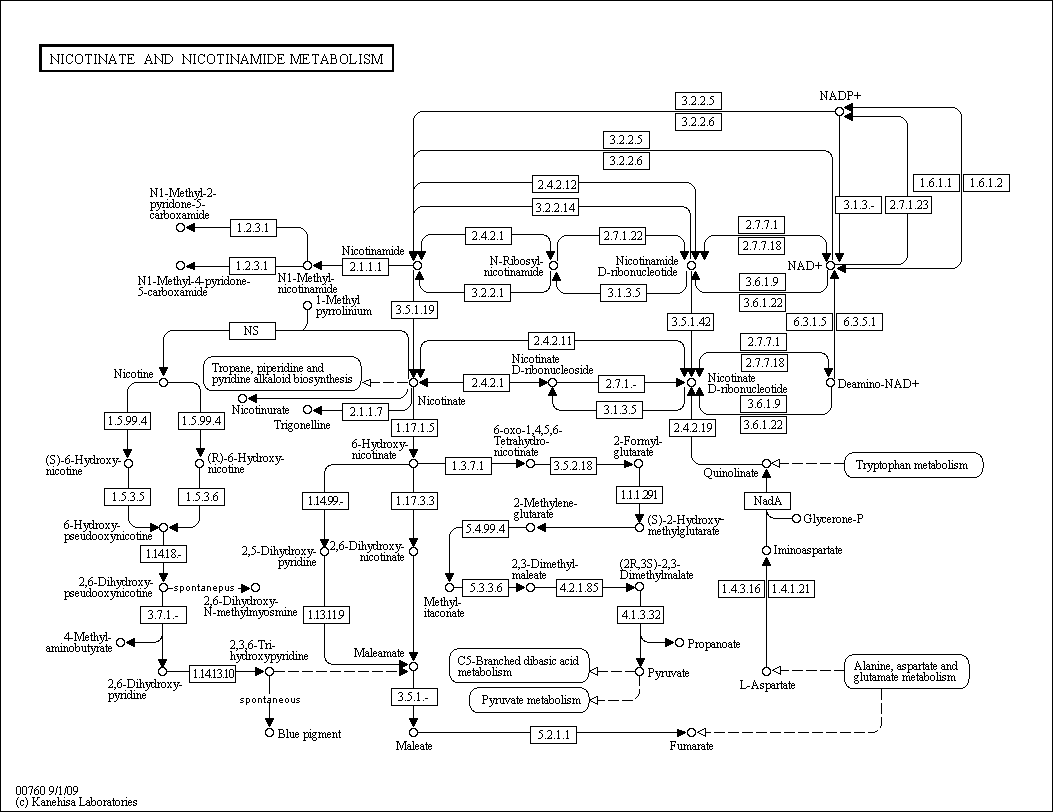 NICOTINATE AND NICOTINAMIDE METABOLISM
3.2.2.5
3.2.2.6
NADP+
3.2.2.5
3.2.2.6
2.4.2.12
3.2.2.14
1.6.1.1
1.6.1.2
3.1.3.-
2.7.1.23
N1-Methyl-2-
pyridone-5-
carboxamide
1.2.3.1
Nicotinamide
2.4.2.1
2.7.1.22
2.7.7.1
2.7.7.18
N-Ribosyl-
nicotinamide
Nicotinamide
D-ribonucleotide
NAD+
1.2.3.1
2.1.1.1
N1-Methyl-4-pyridone-
5-carboxamide
N1-Methyl-
nicotinamide
3.2.2.1
3.1.3.5
3.6.1.9
3.6.1.22
1-Methyl
pyrrolinium
3.5.1.19
3.5.1.42
6.3.1.5
6.3.5.1
NS
2.4.2.11
2.7.7.1
2.7.7.18
Nicotine
Tropane, piperidine and
pyridine alkaloid biosynthesis
Nicotinate
D-ribonucleoside
2.4.2.1
2.7.1.-
Nicotinate
D-ribonucleotide
Deamino-NAD+
Nicotinurate
Nicotinate
3.1.3.5
3.6.1.9
3.6.1.22
2.1.1.7
Trigonelline
1.5.99.4
1.5.99.4
1.17.1.5
2.4.2.19
6-Hydroxy-
nicotinate
6-oxo-1,4,5,6-
Tetrahydro-
nicotinate
2-Formyl-
glutarate
(S)-6-Hydroxy-
nicotine
(R)-6-Hydroxy-
nicotine
1.3.7.1
3.5.2.18
Quinolinate
Tryptophan metabolism
1.5.3.5
1.5.3.6
1.14.99.-
1.17.3.3
1.1.1.291
NadA
2-Methylene-
glutarate
Glycerone-P
6-Hydroxy-
pseudooxynicotine
5.4.99.4
(S)-2-Hydroxy-
methylglutarate
1.14.18.-
2,5-Dihydroxy-
pyridine
2,6-Dihydroxy-
nicotinate
Iminoaspartate
2,6-Dihydroxy-
pseudooxynicotine
spontanepus
2,3-Dimethyl-
maleate
(2R,3S)-2,3-
Dimethylmalate
5.3.3.6
4.2.1.85
1.4.3.16
1.4.1.21
2,6-Dihydroxy-
N-methylmyosmine
Methyl-
itaconate
3.7.1.-
1.13.119
4.1.3.32
4-Methyl-
aminobutyrate
2,3,6-Tri-
hydroxypyridine
Maleamate
Propanoate
C5-Branched dibasic acid
metabolism
Pyruvate
Alanine, aspartate and
glutamate metabolism
1.14.13.10
2,6-Dihydroxy-
pyridine
L-Aspartate
spontaneous
3.5.1.-
Pyruvate metabolism
Blue pigment
Maleate
5.2.1.1
Fumarate
00760 9/1/09
(c) Kanehisa Laboratories